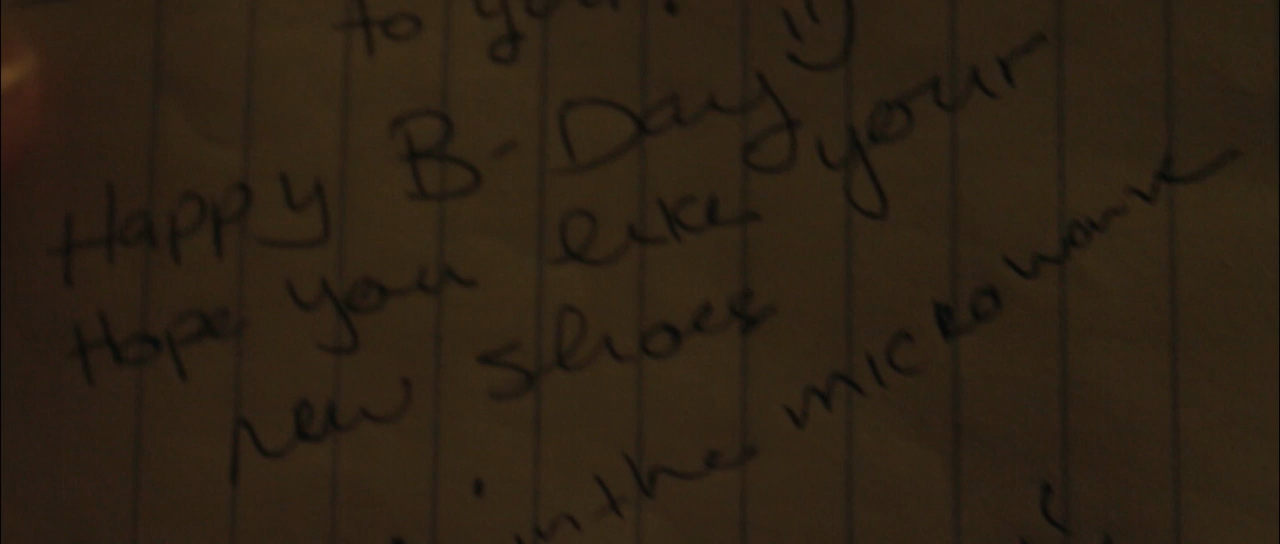 to you. :)
Happy B-Day
Hope you like your
new shoes
in the microwave